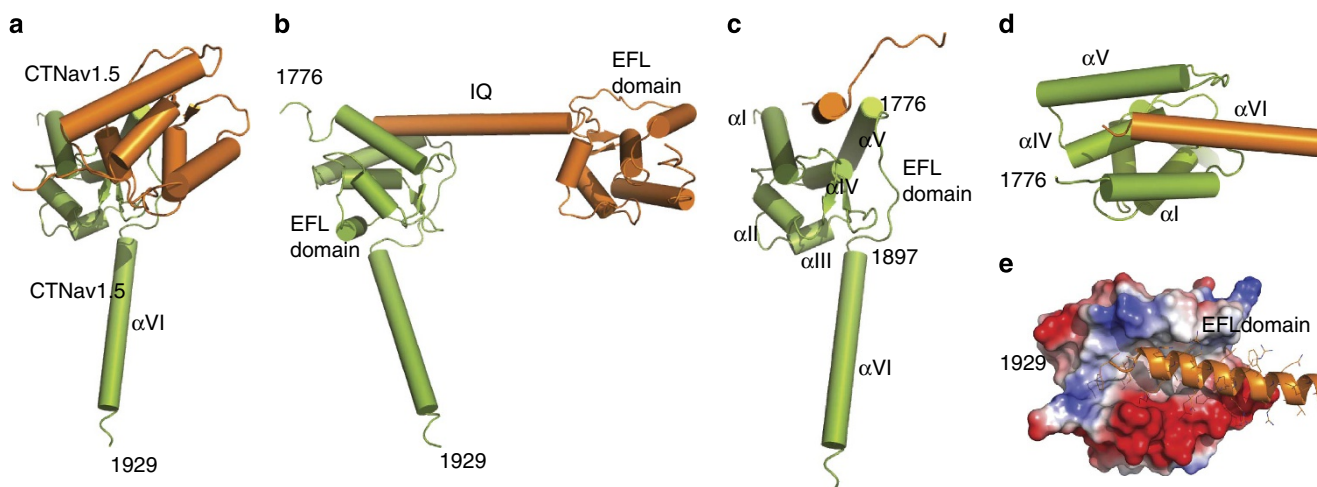 a
CTNav1.5
CTNav1.5
αVI
1929
b
1776
IQ
EFL
domain
EFL
domain
1929
c
αI
1776
αV
αIV
EFL
domain
αII
αIII
1897
αVI
d
αV
αVI
αIV
1776
αI
e
EFLdomain
1929